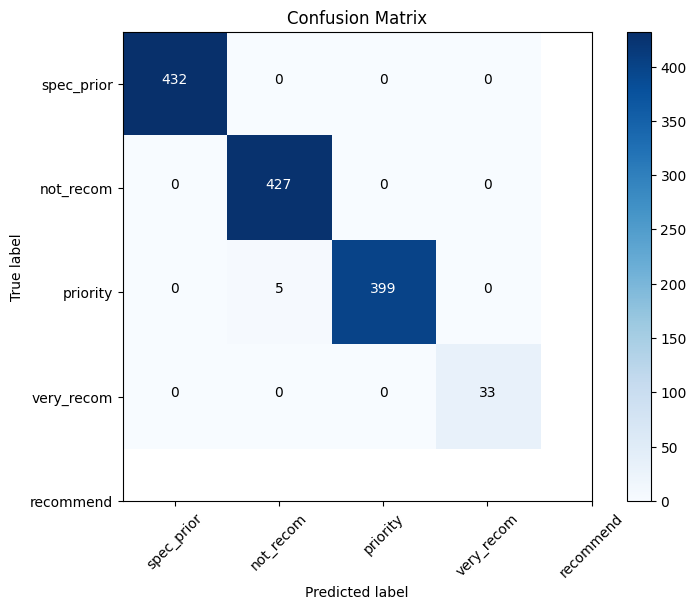 Confusion Matrix
True label
spec_prior 432 0 0 0
not_recom 0 427 0 0
priority 0 5 399 0
very_recom 0 0 0 33
recommend
spec_prior not_recom priority very_recom recommend
Predicted label
400
350
300
250
200
150
100
50
0